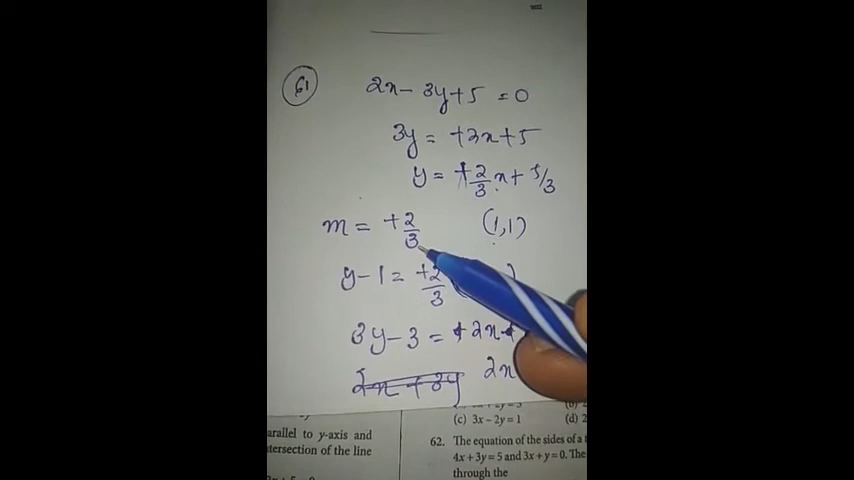 61
2x - 3y + 5 = 0
3y = +2x + 5
y = +2/3 x + 5/3
m = +2/3 (1,1)
y - 1 = +2/3
3y - 3 = +2x
2x + 3y 2x
(c) 3x – 2y = 1 (d) 2
arallel to y-axis and
tersection of the line
62. The equation of the sides of a
4x + 3y = 5 and 3x + y = 0. The
through the